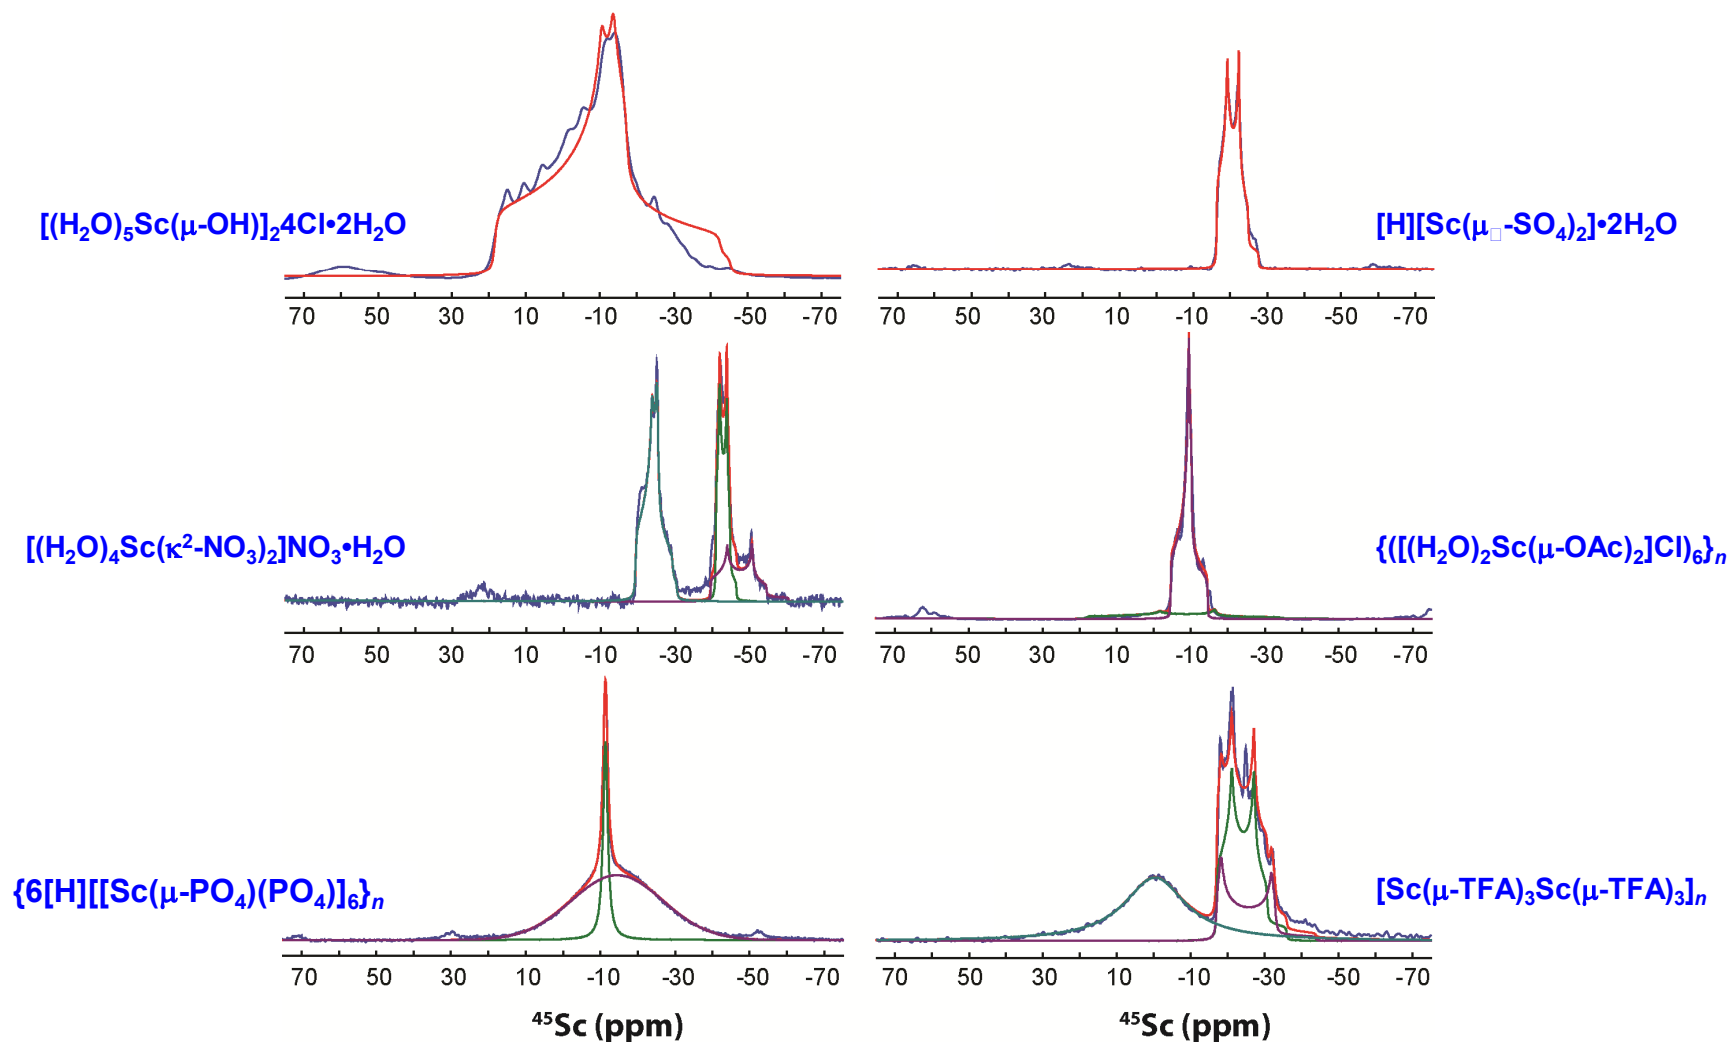 [(H₂O)₅Sc(μ-OH)]₂4Cl•2H₂O
70 50 30 10 -10 -30 -50 -70
[H][Sc(μ□-SO₄)₂]•2H₂O
70 50 30 10 -10 -30 -50 -70
[(H₂O)₄Sc(κ²-NO₃)₂]NO₃•H₂O
70 50 30 10 -10 -30 -50 -70
{([(H₂O)₂Sc(μ-OAc)₂]Cl)₆}ₙ
70 50 30 10 -10 -30 -50 -70
{6[H][[Sc(μ-PO₄)(PO₄)]₆}ₙ
70 50 30 10 -10 -30 -50 -70
⁴⁵Sc (ppm)
[Sc(μ-TFA)₃Sc(μ-TFA)₃]ₙ
70 50 30 10 -10 -30 -50 -70
⁴⁵Sc (ppm)